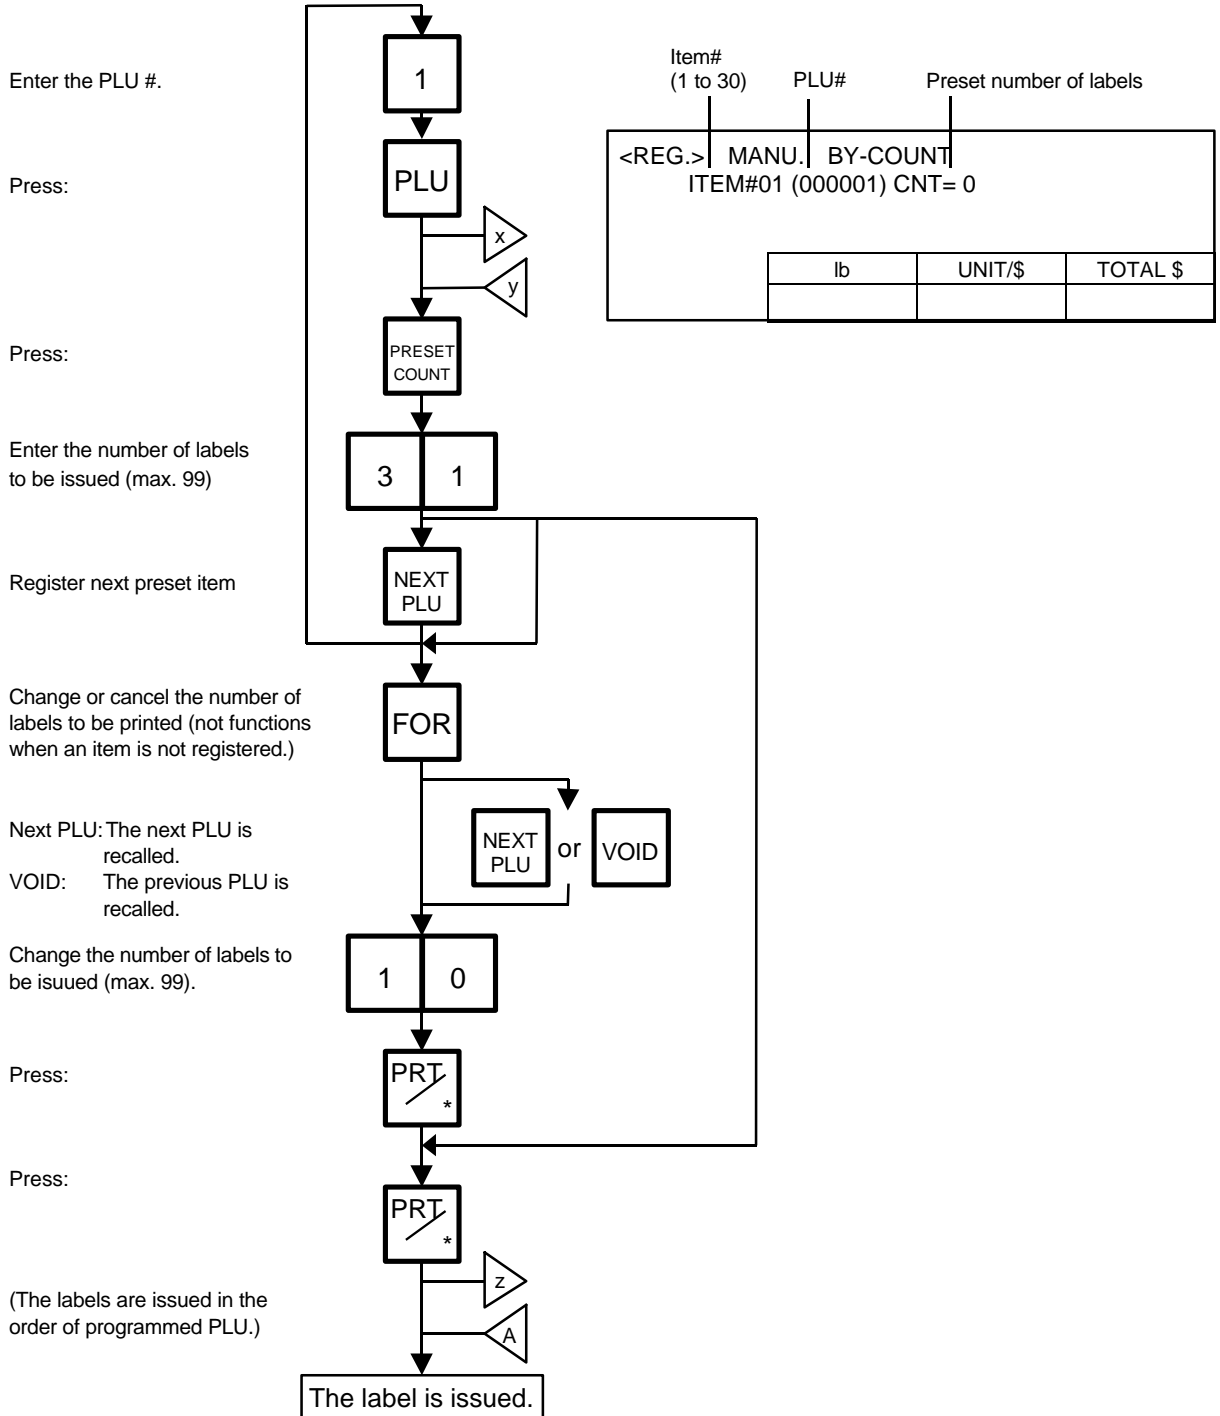 Enter the PLU #.
1
Press:
PLU
x
y
Press:
PRESET
COUNT
Enter the number of labels
to be issued (max. 99)
3 1
Register next preset item
NEXT
PLU
Change or cancel the number of
labels to be printed (not functions
when an item is not registered.)
FOR
Next PLU: The next PLU is
recalled.
VOID: The previous PLU is
recalled.
NEXT
PLU
or
VOID
Change the number of labels to
be isuued (max. 99).
1 0
Press:
PRT
*
Press:
PRT
*
z
(The labels are issued in the
order of programmed PLU.)
A
The label is issued.
Item#
(1 to 30) PLU# Preset number of labels
<REG.> MANU. BY-COUNT
ITEM#01 (000001) CNT= 0
lb UNIT/$ TOTAL $